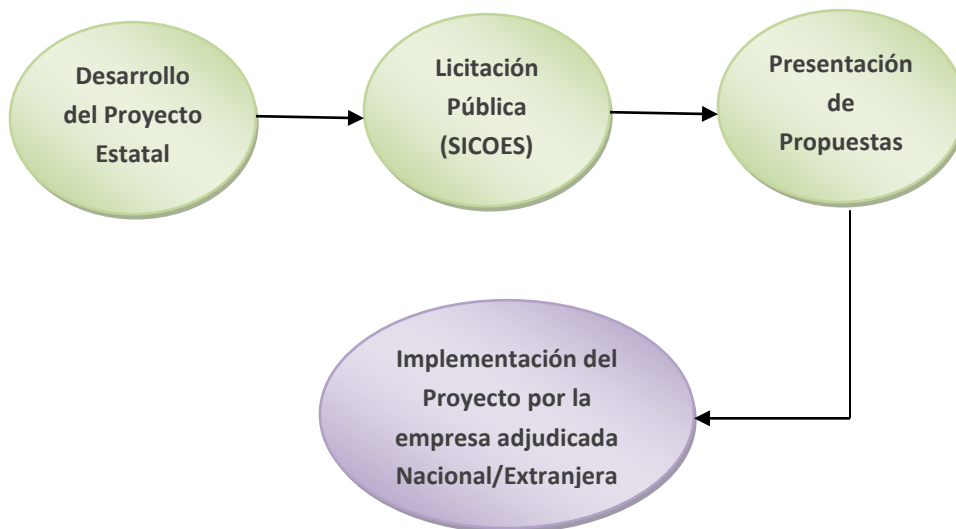 Desarrollo
del Proyecto
Estatal
Licitación
Pública
(SICOES)
Presentación
de
Propuestas
Implementación del
Proyecto por la
empresa adjudicada
Nacional/Extranjera